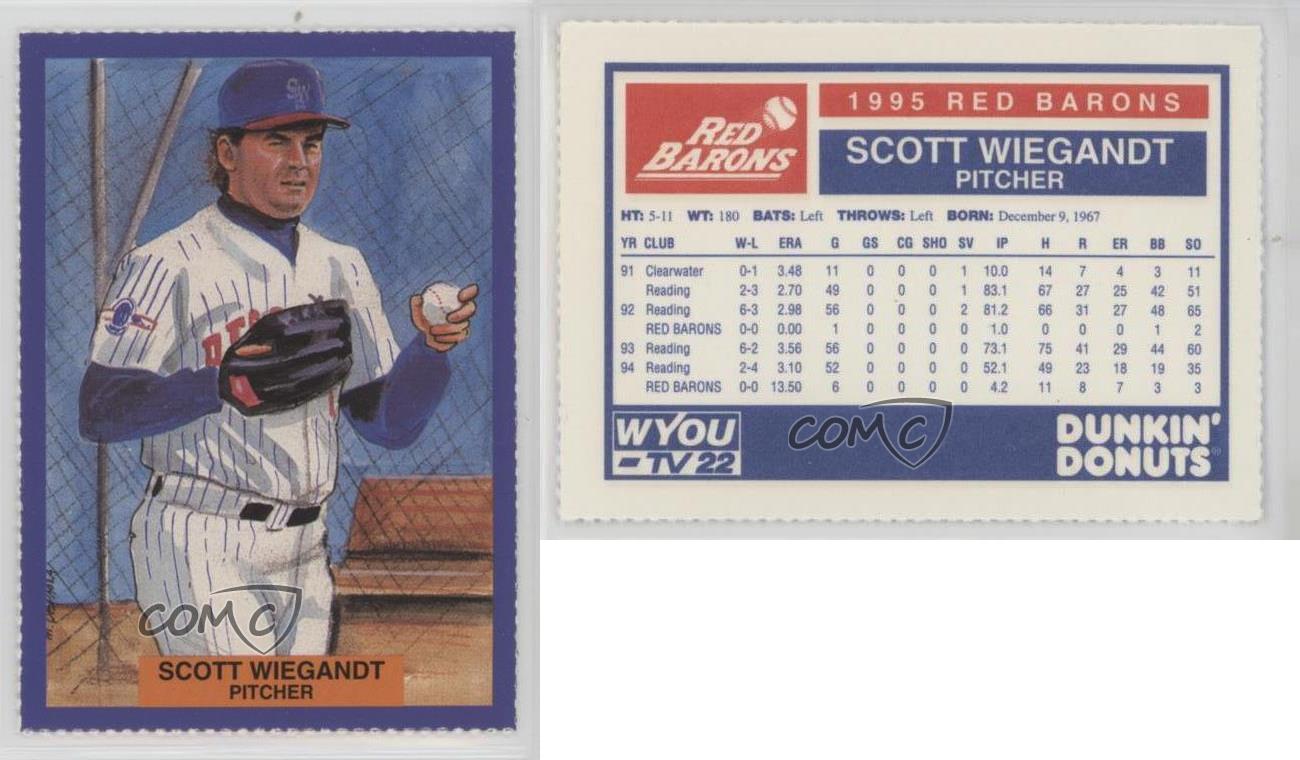 SW
RED
COMC
SCOTT WIEGANDT
PITCHER
RED
BARONS
1995 RED BARONS
SCOTT WIEGANDT
PITCHER
HT: 5-11 WT: 180 BATS: Left THROWS: Left BORN: December 9, 1967
YR CLUB W-L ERA G GS CG SHO SV IP H R ER BB SO
91 Clearwater 0-1 3.48 11 0 0 0 1 10.0 14 7 4 3 11
Reading 2-3 2.70 49 0 0 0 1 83.1 67 27 25 42 51
92 Reading 6-3 2.98 56 0 0 0 2 81.2 66 31 27 48 65
RED BARONS 0-0 0.00 1 0 0 0 0 1.0 0 0 0 1 2
93 Reading 6-2 3.56 56 0 0 0 0 73.1 75 41 29 44 60
94 Reading 2-4 3.10 52 0 0 0 0 52.1 49 23 18 19 35
RED BARONS 0-0 13.50 6 0 0 0 0 4.2 11 8 7 3 3
WYOU
-TV 22
COMC
DUNKIN'
DONUTS®